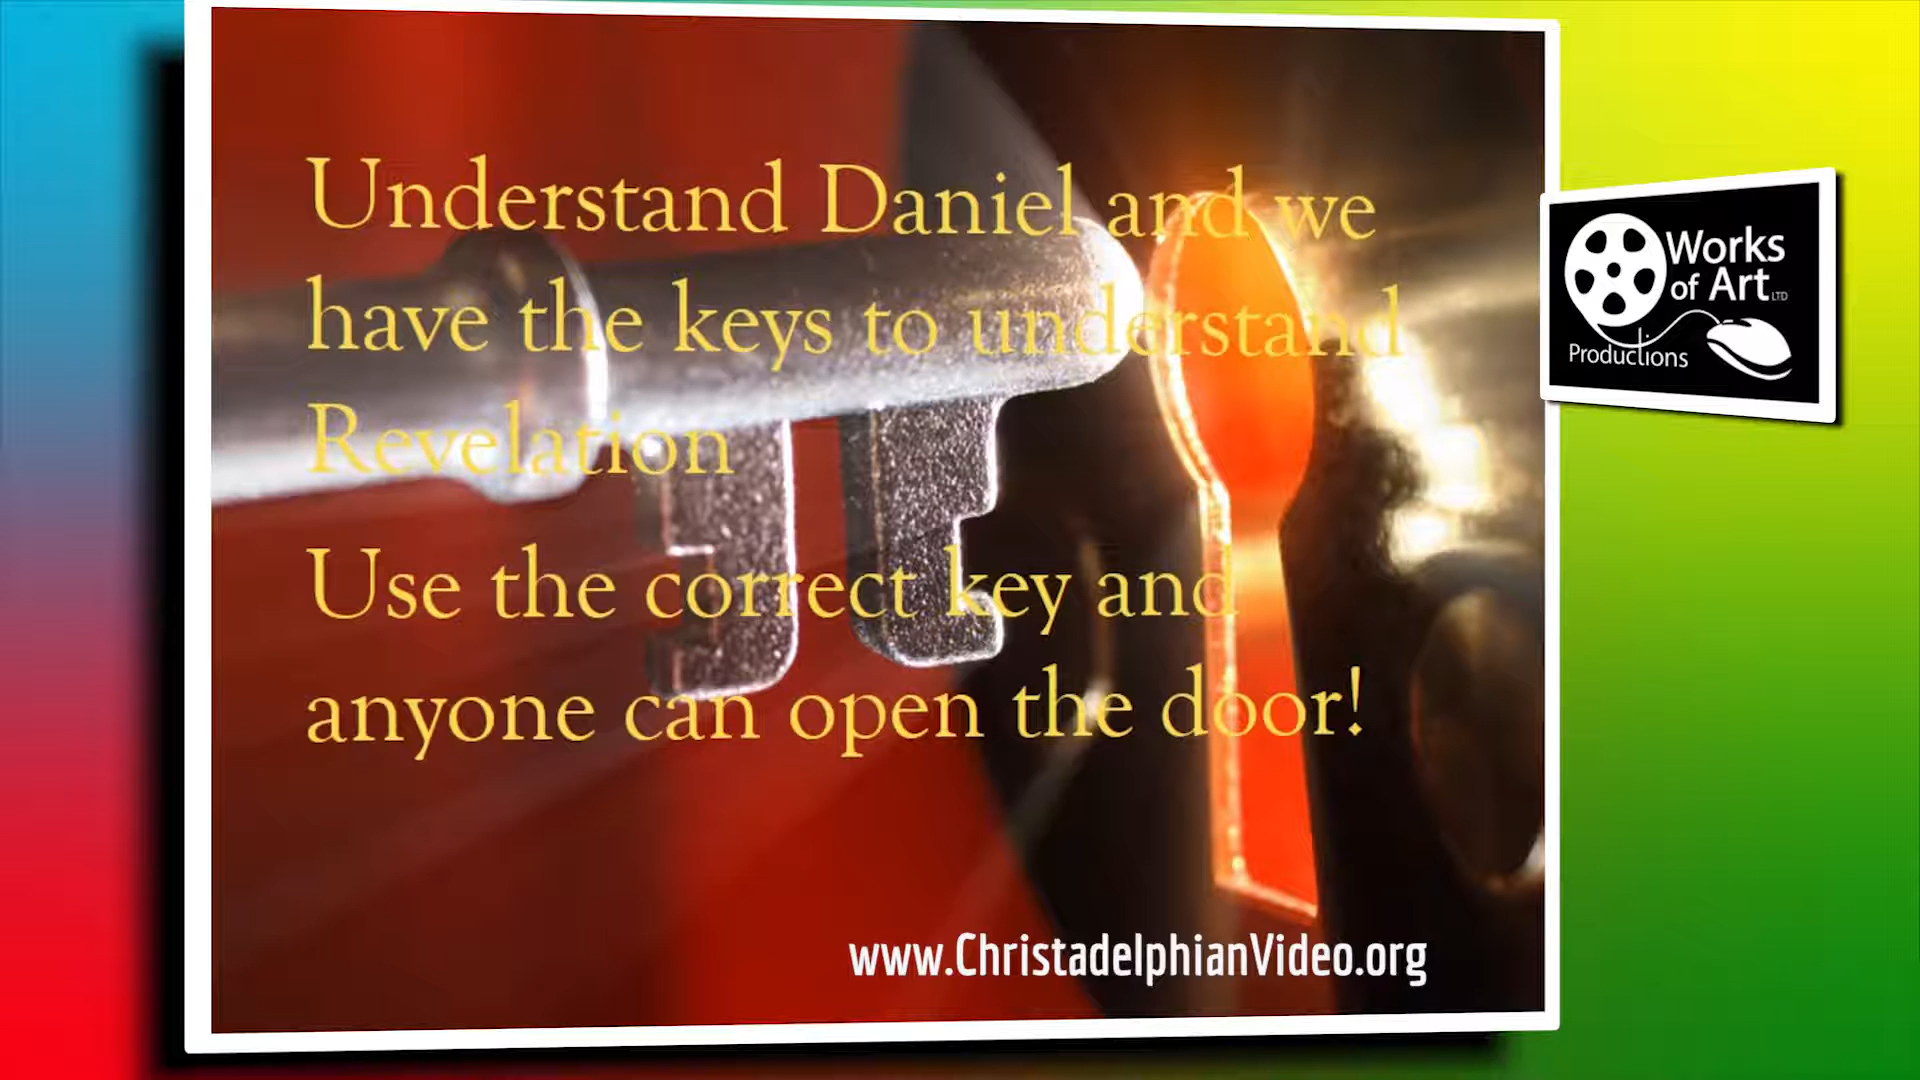 Understand Daniel and we
have the keys to understand
Revelation
Use the correct key and
anyone can open the door!
www.ChristadelphianVideo.org
Works
of Art LTD
Productions